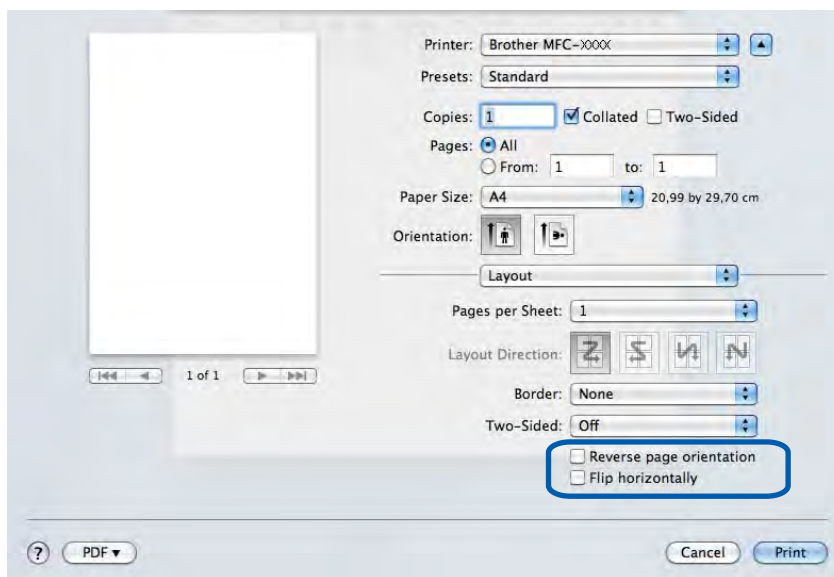 Printer: Brother MFC-XXXX
Presets: Standard
Copies: 1 Collated Two-Sided
Pages: All
From: 1 to: 1
Paper Size: A4 20,99 by 29,70 cm
Orientation:
Layout
Pages per Sheet: 1
Layout Direction:
1 of 1
Border: None
Two-Sided: Off
Reverse page orientation
Flip horizontally
? PDF Cancel Print